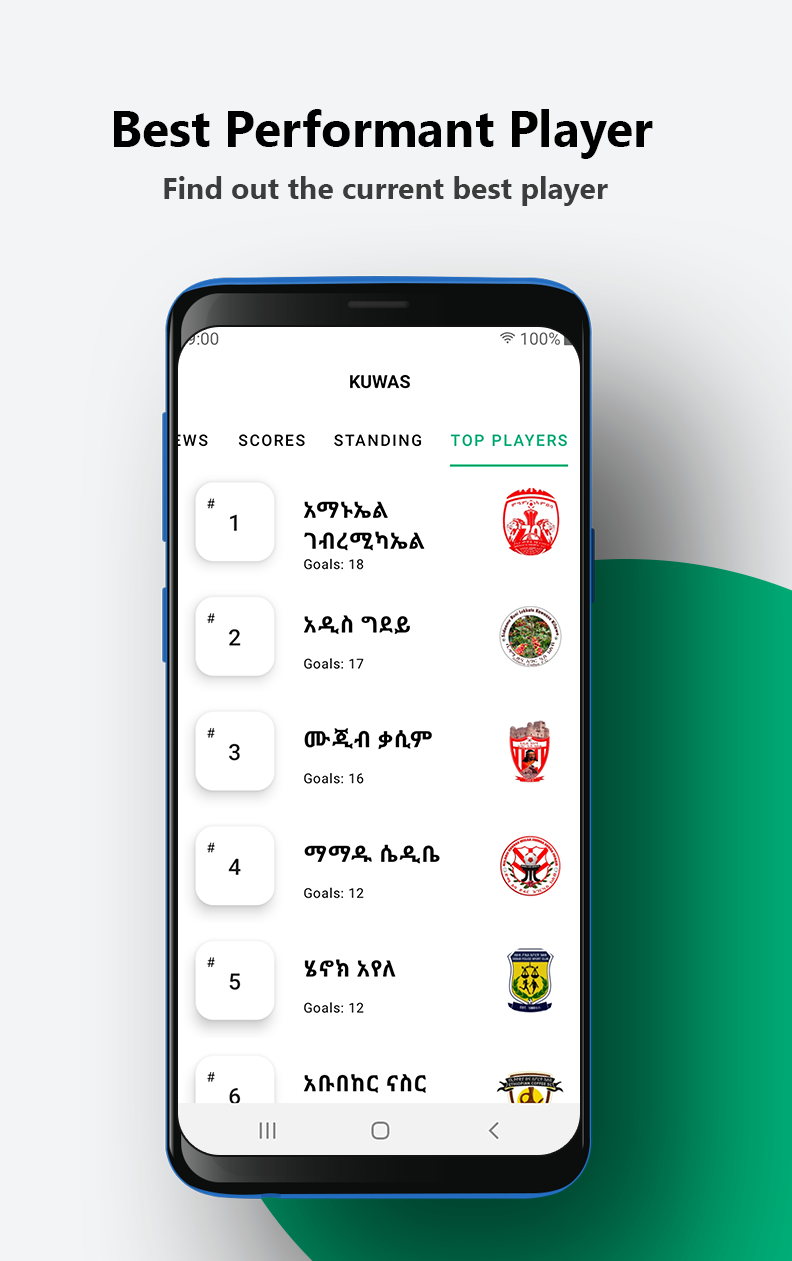 Best Performant Player
Find out the current best player
9:00 100%
KUWAS
EWS SCORES STANDING TOP PLAYERS
# 1
አማኑኤል
ገብረሚካኤል
Goals: 18
# 2
አዲስ ግደይ
Goals: 17
# 3
ሙጂብ ቃሲም
Goals: 16
# 4
ማማዱ ሴዲቤ
Goals: 12
# 5
ሄኖክ አየለ
Goals: 12
# 6
አቡበከር ናስር